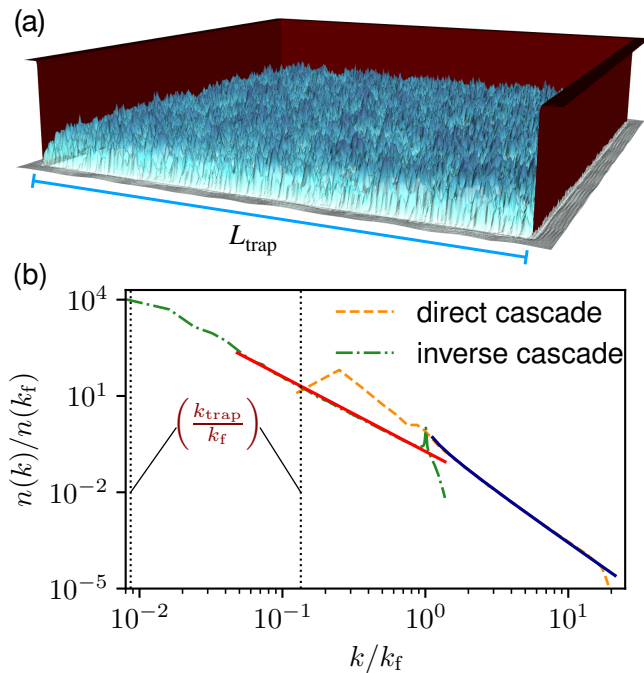 (a)
L_trap
(b)
10^4
10^1
10^-2
10^-5
n(k)/n(k_f)
direct cascade
inverse cascade
(k_trap/k_f)
10^-2
10^-1
10^0
10^1
k/k_f